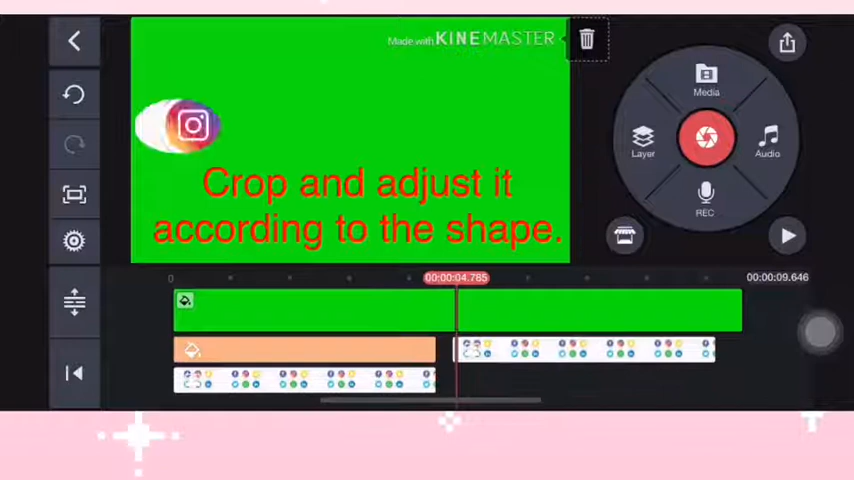 Made with KINEMASTER
Media
Layer
Audio
REC
Crop and adjust it
according to the shape.
0
00:00:04.785
00:00:09.646